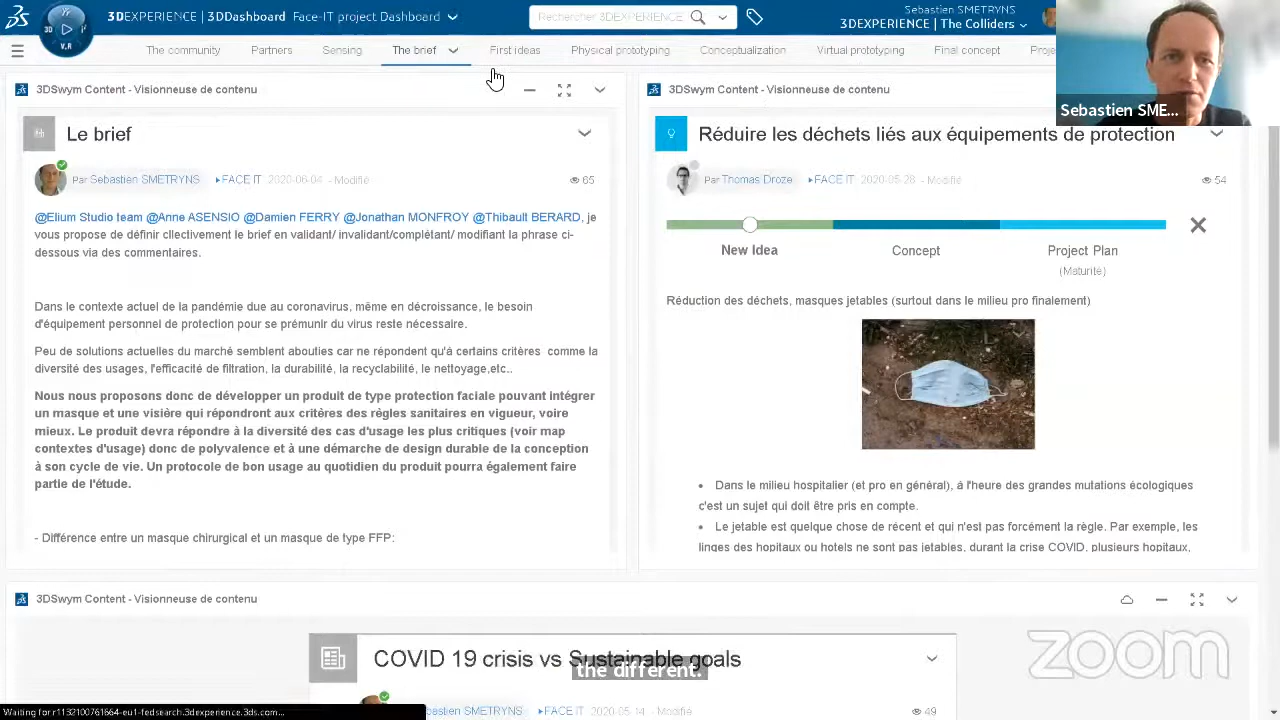 3DEXPERIENCE | 3DDashboard Face-IT project Dashboard
Rechercher 3DEXPERIENCE
Sebastien SMETRYNS
3DEXPERIENCE | The Colliders
3D
V.R
The community Partners Sensing The brief First ideas Physical prototyping Conceptualization Virtual prototyping Final concept
Sebastien SME...
3DSwym Content - Visionneuse de contenu
Le brief
Par Sebastien SMETRYNS FACE IT 2020-06-04 - Modifié 65
@Elium Studio team @Anne ASENSIO @Damien FERRY @Jonathan MONFROY @Thibault BERARD, je
vous propose de définir cllectivement le brief en validant/ invalidant/complétant/ modifiant la phrase ci-
dessous via des commentaires.
Dans le contexte actuel de la pandémie due au coronavirus, même en décroissance, le besoin
d'équipement personnel de protection pour se prémunir du virus reste nécessaire.
Peu de solutions actuelles du marché semblent abouties car ne répondent qu'à certains critères comme la
diversité des usages, l'efficacité de filtration, la durabilité, la recyclabilité, le nettoyage,etc..
Nous nous proposons donc de développer un produit de type protection faciale pouvant intégrer
un masque et une visière qui répondront aux critères des règles sanitaires en vigueur, voire
mieux. Le produit devra répondre à la diversité des cas d'usage les plus critiques (voir map
contextes d'usage) donc de polyvalence et à une démarche de design durable de la conception
à son cycle de vie. Un protocole de bon usage au quotidien du produit pourra également faire
partie de l'étude.
- Différence entre un masque chirurgical et un masque de type FFP:
3DSwym Content - Visionneuse de contenu
Réduire les déchets liés aux équipements de protection
Par Thomas Droze FACE IT 2020-05-28 - Modifié 54
New Idea Concept Project Plan
(Maturité)
Réduction des déchets, masques jetables (surtout dans le milieu pro finalement)
• Dans le milieu hospitalier (et pro en général), à l'heure des grandes mutations écologiques
c'est un sujet qui doit être pris en compte.
• Le jetable est quelque chose de récent et qui n'est pas forcément la règle. Par exemple, les
linges des hopitaux ou hotels ne sont pas jetables, durant la crise COVID, plusieurs hopitaux,
3DSwym Content - Visionneuse de contenu
COVID 19 crisis vs Sustainable goals
the different.
SMETRYNS FACE IT 2020-05-14 - Modifié 49
zoom
Waiting for r1132100761664-eu1-fedsearch.3dexperience.3ds.com...